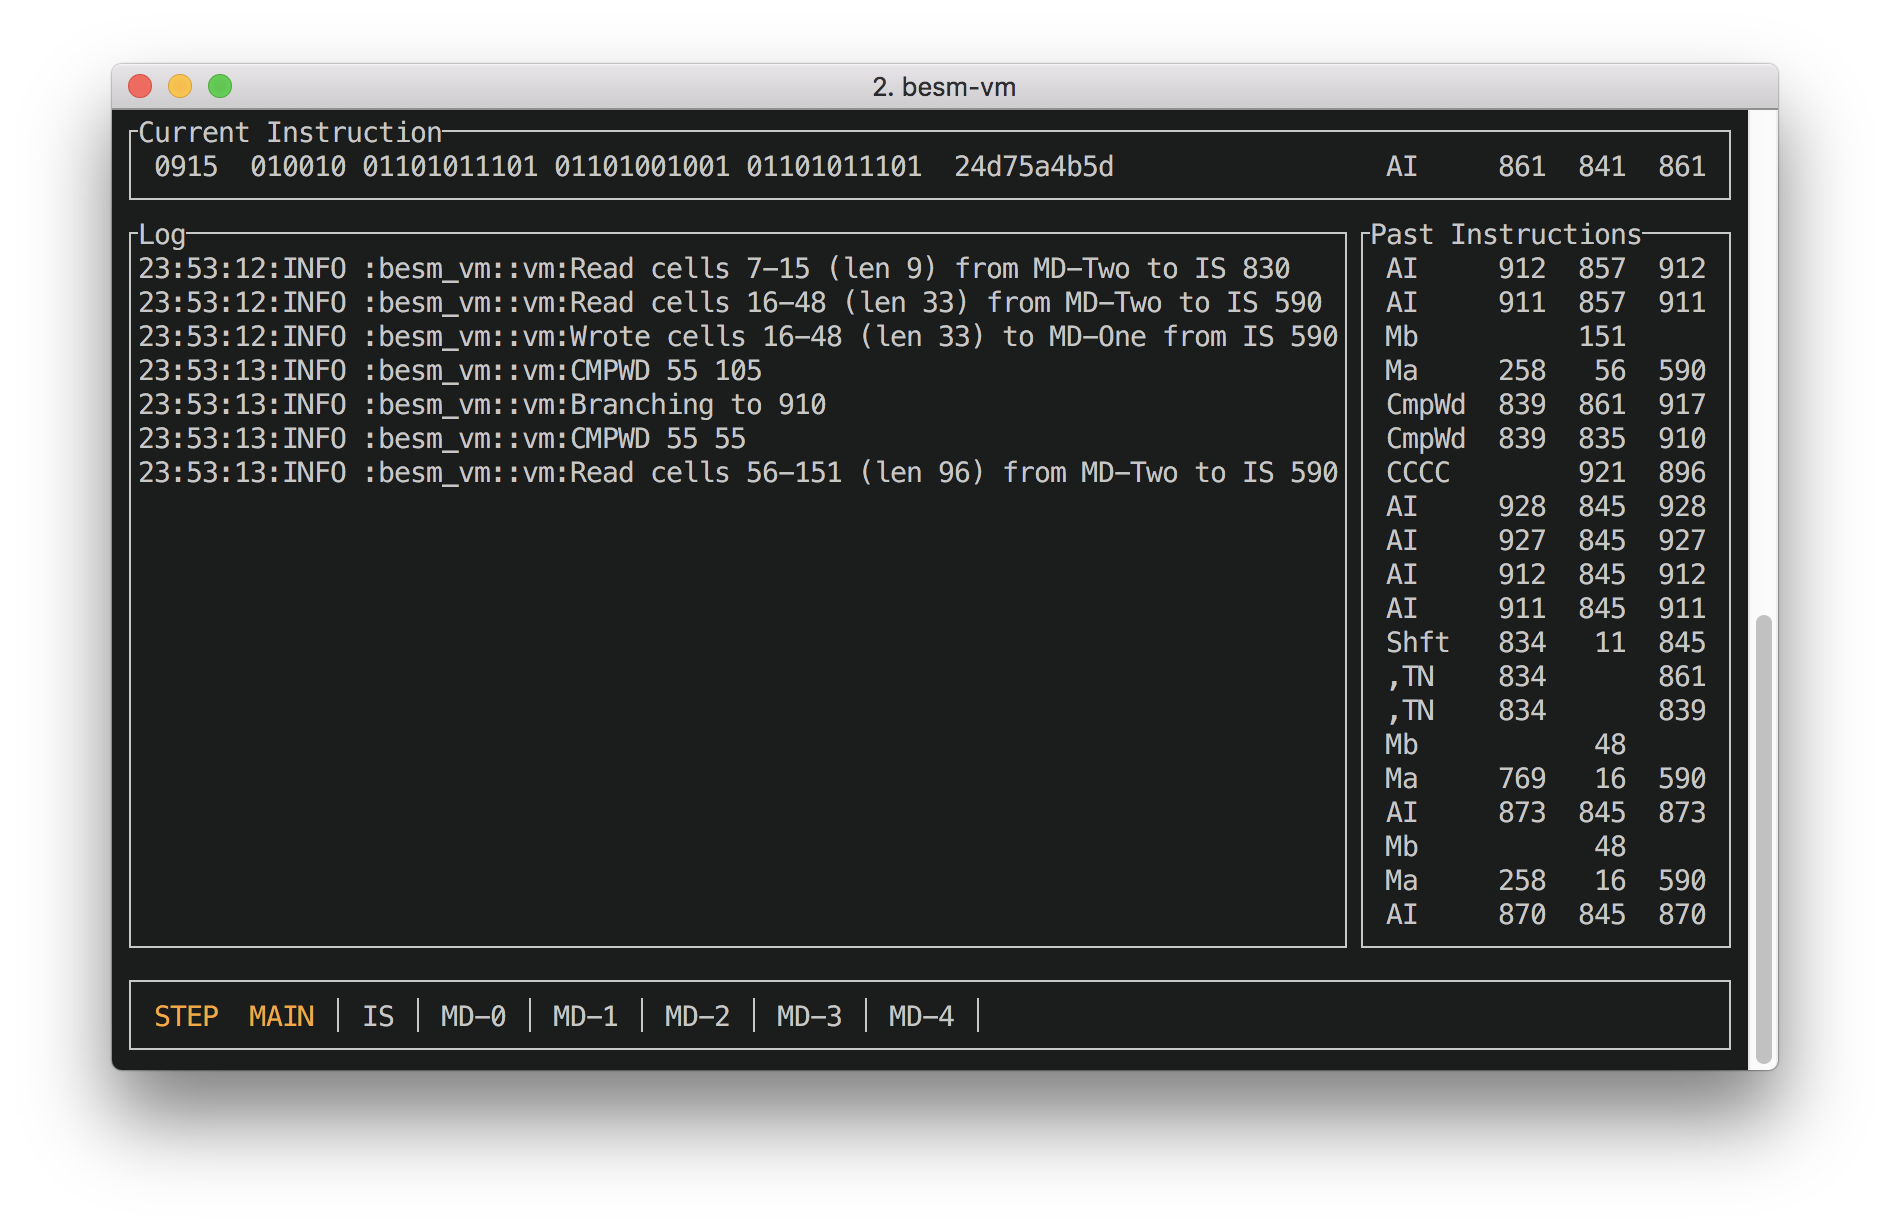 2. besm-vm
Current Instruction
0915 010010 01101011101 01101001001 01101011101 24d75a4b5d AI 861 841 861
Log
23:53:12:INFO :besm_vm::vm:Read cells 7-15 (len 9) from MD-Two to IS 830
23:53:12:INFO :besm_vm::vm:Read cells 16-48 (len 33) from MD-Two to IS 590
23:53:12:INFO :besm_vm::vm:Wrote cells 16-48 (len 33) to MD-One from IS 590
23:53:13:INFO :besm_vm::vm:CMPWD 55 105
23:53:13:INFO :besm_vm::vm:Branching to 910
23:53:13:INFO :besm_vm::vm:CMPWD 55 55
23:53:13:INFO :besm_vm::vm:Read cells 56-151 (len 96) from MD-Two to IS 590
Past Instructions
AI 912 857 912
AI 911 857 911
Mb 151
Ma 258 56 590
CmpWd 839 861 917
CmpWd 839 835 910
CCCC 921 896
AI 928 845 928
AI 927 845 927
AI 912 845 912
AI 911 845 911
Shft 834 11 845
,TN 834 861
,TN 834 839
Mb 48
Ma 769 16 590
AI 873 845 873
Mb 48
Ma 258 16 590
AI 870 845 870
STEP MAIN | IS | MD-0 | MD-1 | MD-2 | MD-3 | MD-4 |